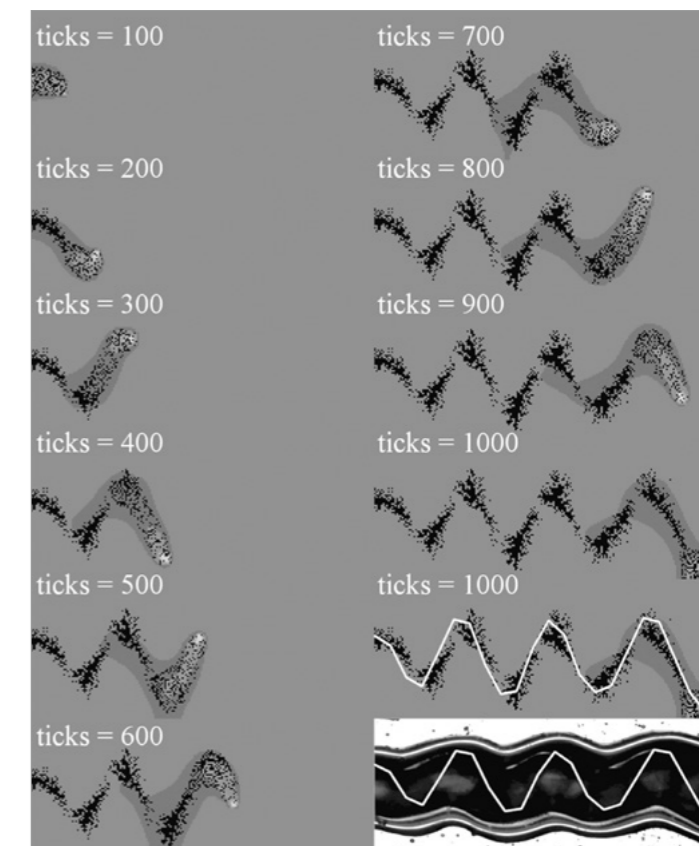 ticks = 100
ticks = 200
ticks = 300
ticks = 400
ticks = 500
ticks = 600
ticks = 700
ticks = 800
ticks = 900
ticks = 1000
ticks = 1000